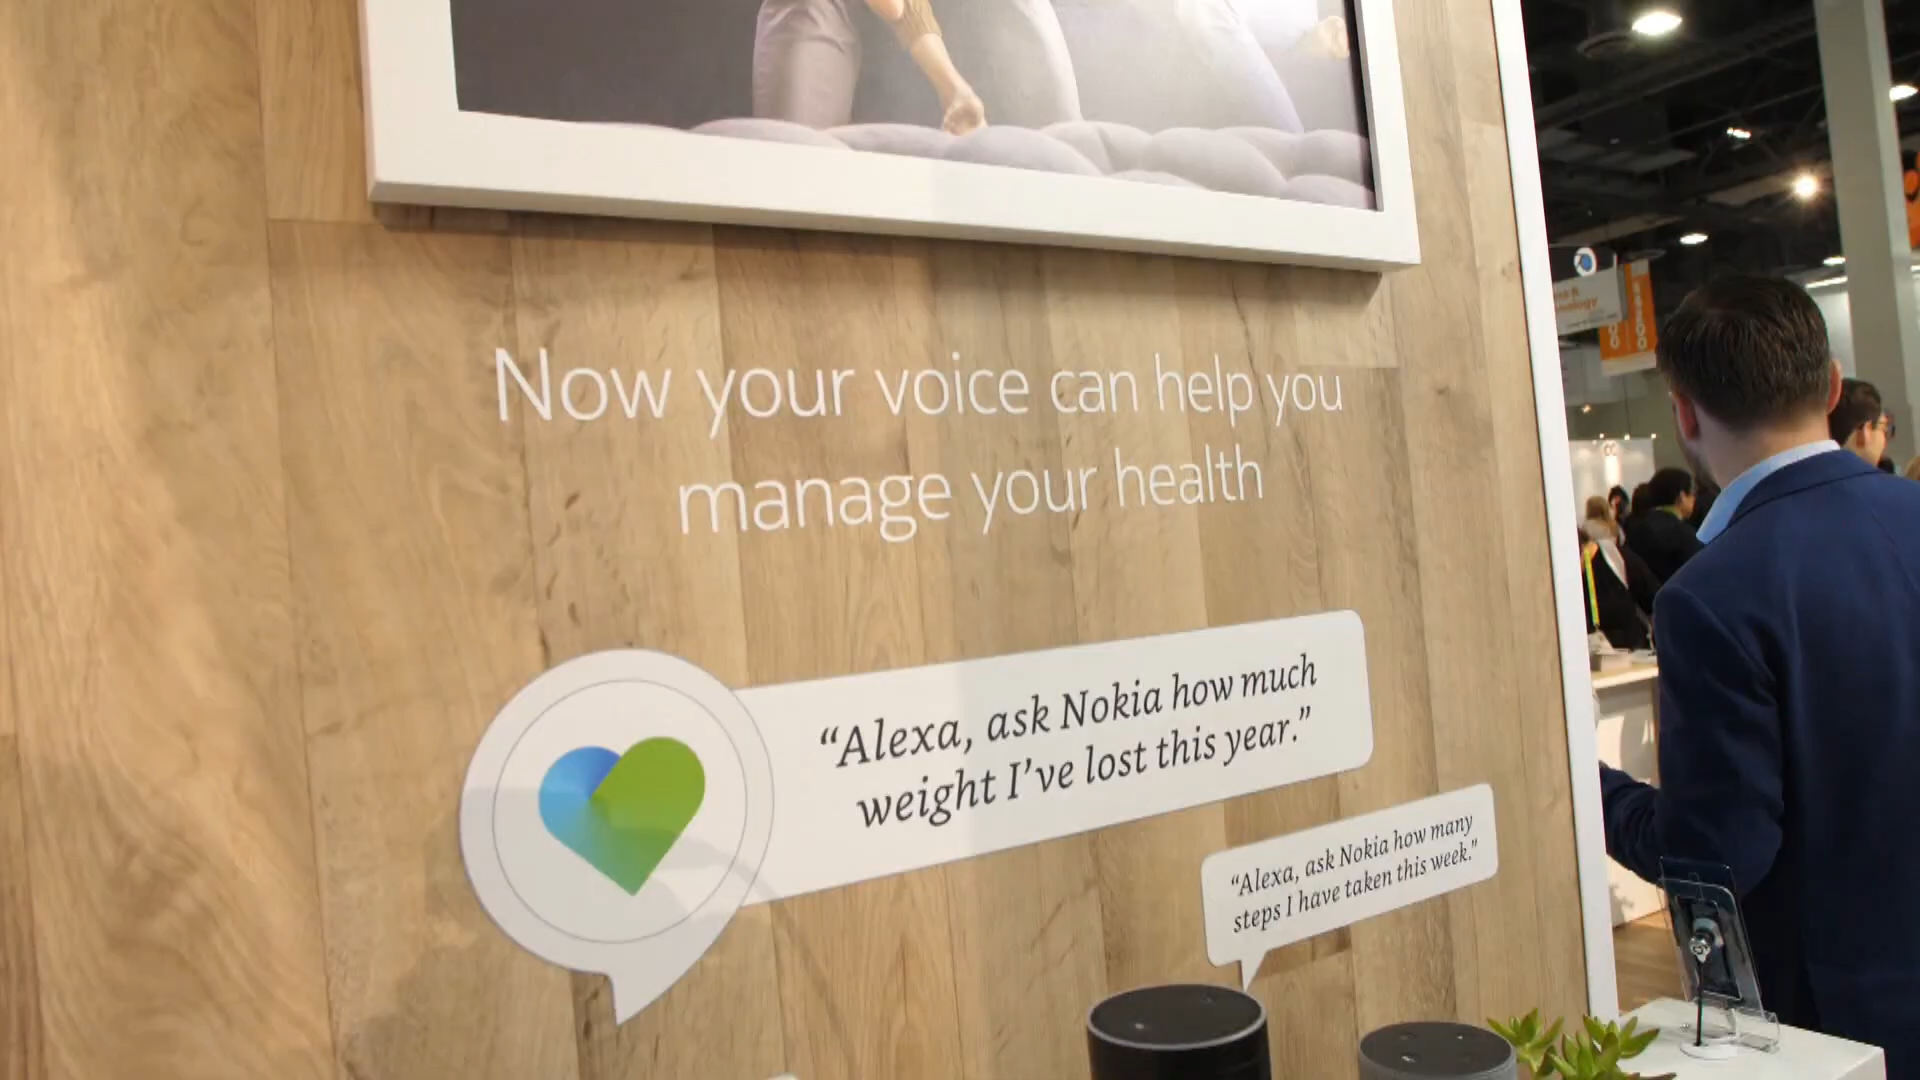 Now your voice can help you
manage your health
“Alexa, ask Nokia how much
weight I’ve lost this year.”
“Alexa, ask Nokia how many
steps I have taken this week.”